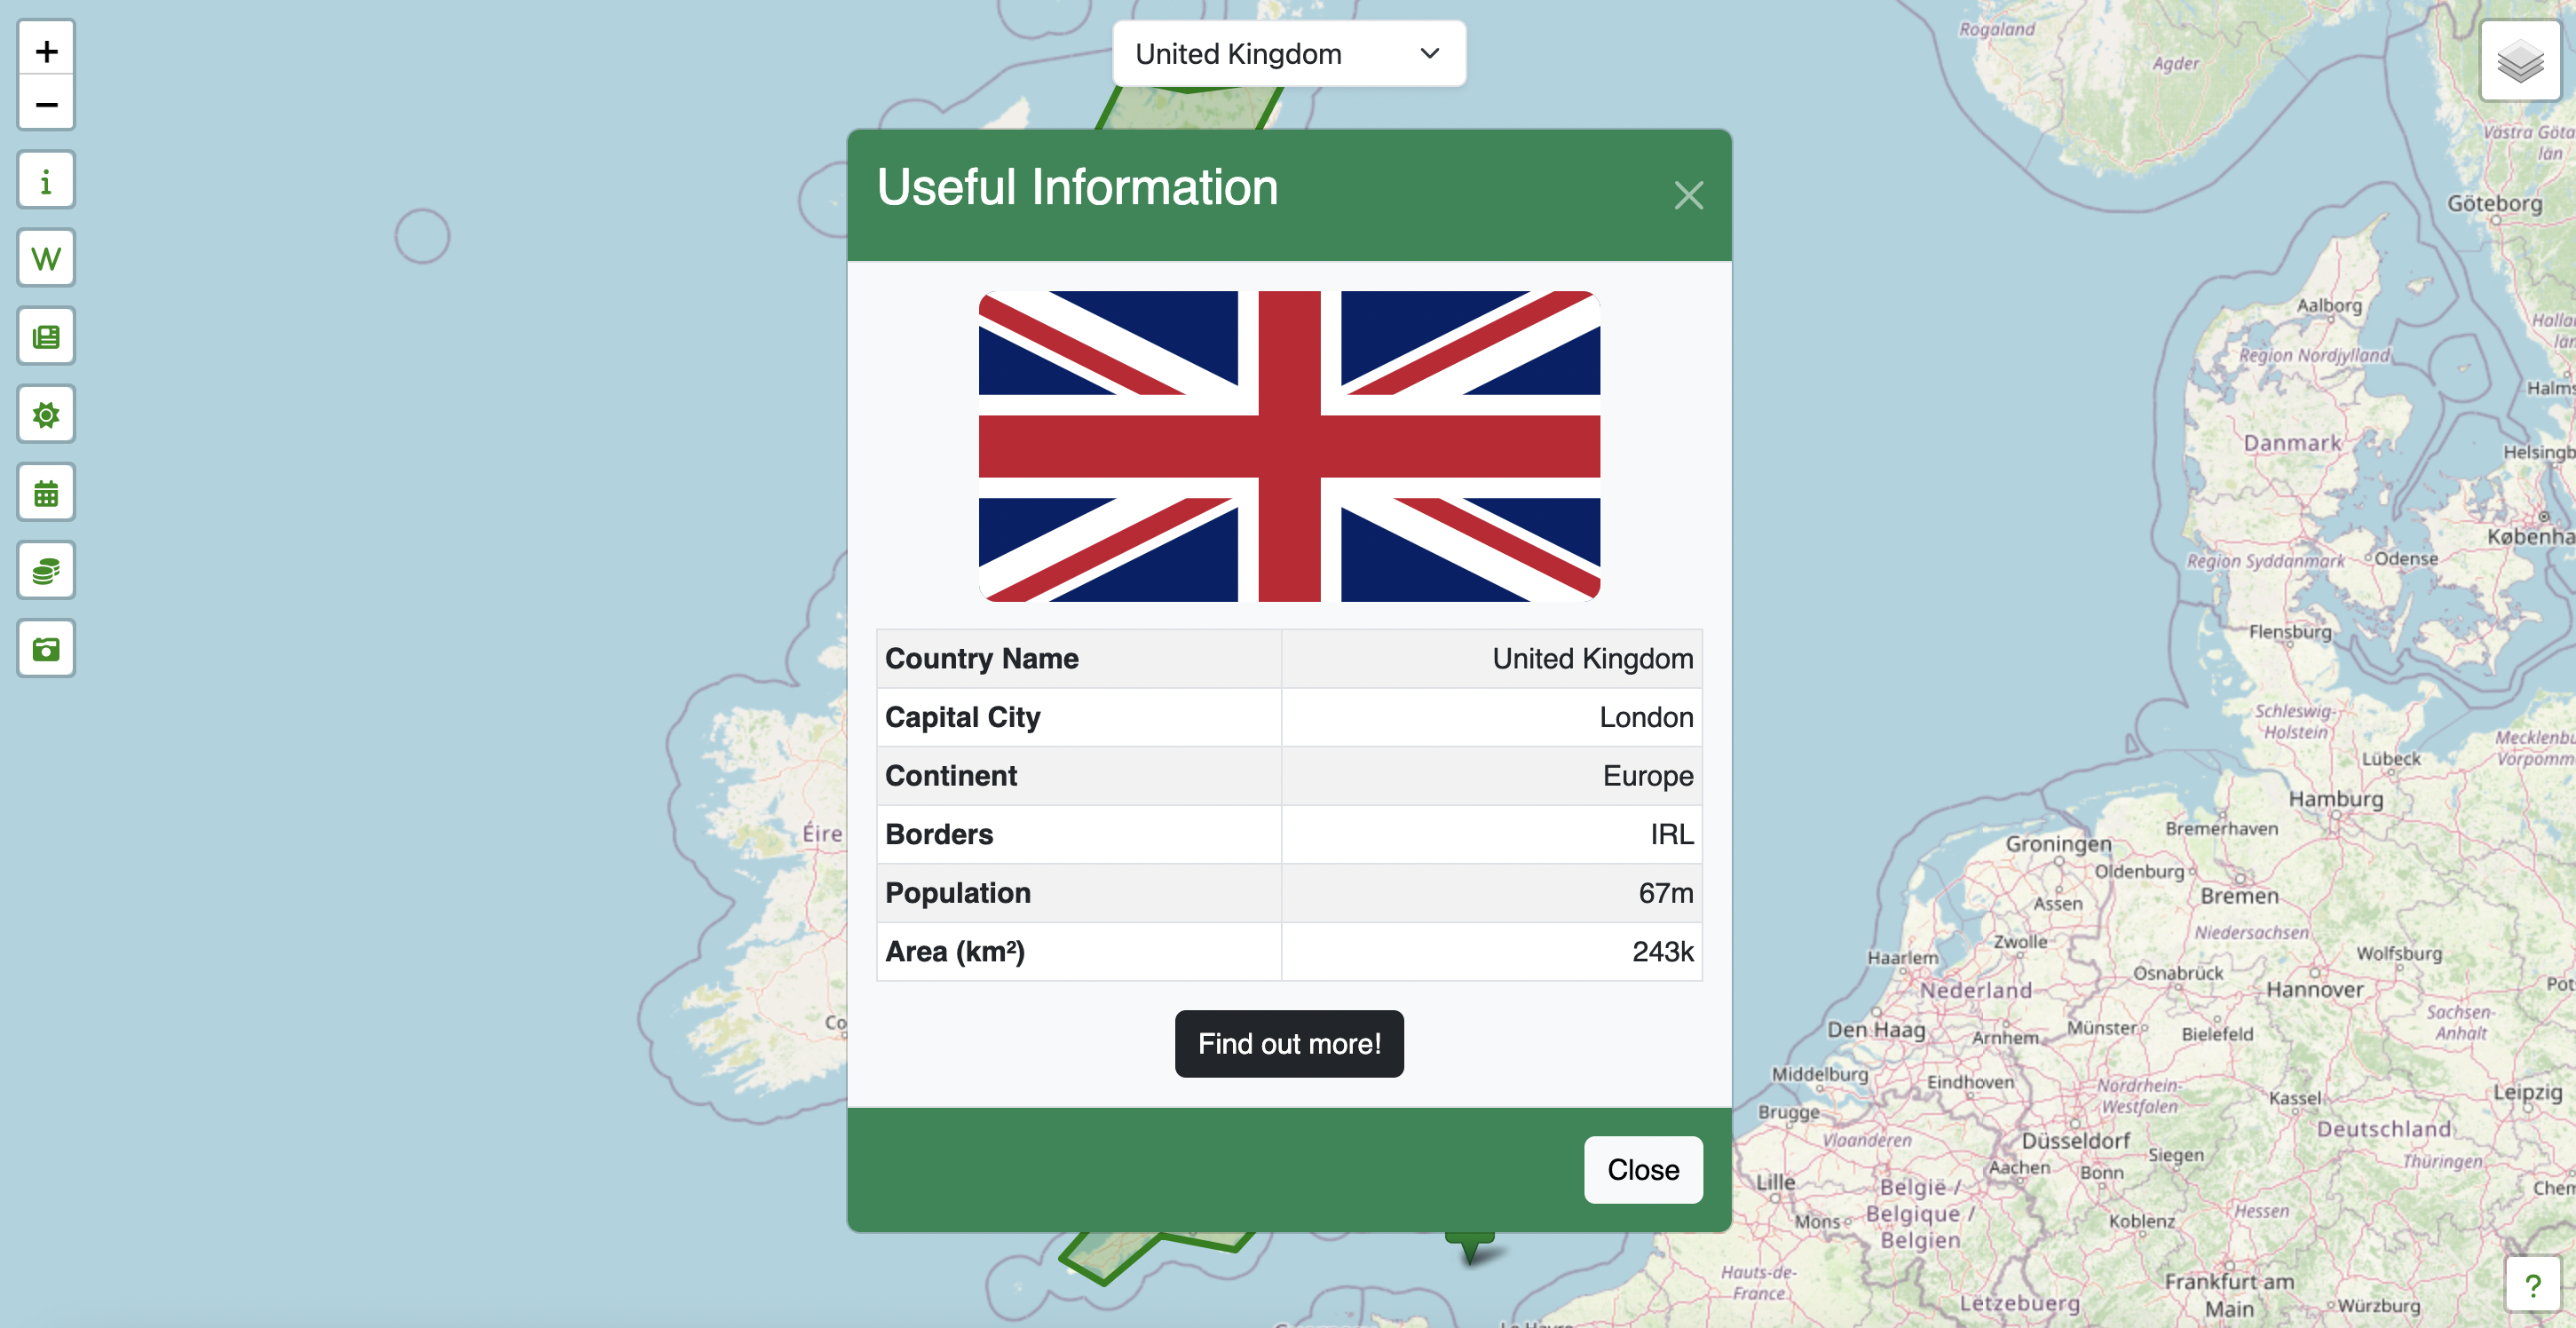 United Kingdom
+
−
i
W
?
Useful Information
Country Name United Kingdom
Capital City London
Continent Europe
Borders IRL
Population 67m
Area (km²) 243k
Find out more!
Close
Rogaland
Agder
Västra Göta
län
Göteborg
Aalborg
Region Nordjylland
Halla
län
Halms
Danmark
Helsingb
Københa
Region Syddanmark
Odense
Flensburg
Schleswig-
Holstein
Mecklenbu
Vorpomm
Lübeck
Hamburg
Bremerhaven
Groningen
Oldenburg
Bremen
Assen
Niedersachsen
Zwolle
Wolfsburg
Haarlem
Osnabrück
Hannover
Pot
Nederland
Sachsen-
Anhalt
Den Haag
Münster
Bielefeld
Arnhem
Middelburg
Eindhoven
Nordrhein-
Westfalen
Kassel
Leipzig
Brugge
Vlaanderen
Düsseldorf
Deutschland
Siegen
Aachen
Bonn
Thüringen
Lille
België /
Belgique /
Belgien
Chem
Mons
Koblenz
Hessen
Hauts-de-
France
Frankfurt am
Main
Lëtzebuerg
Würzburg
Éire
Co